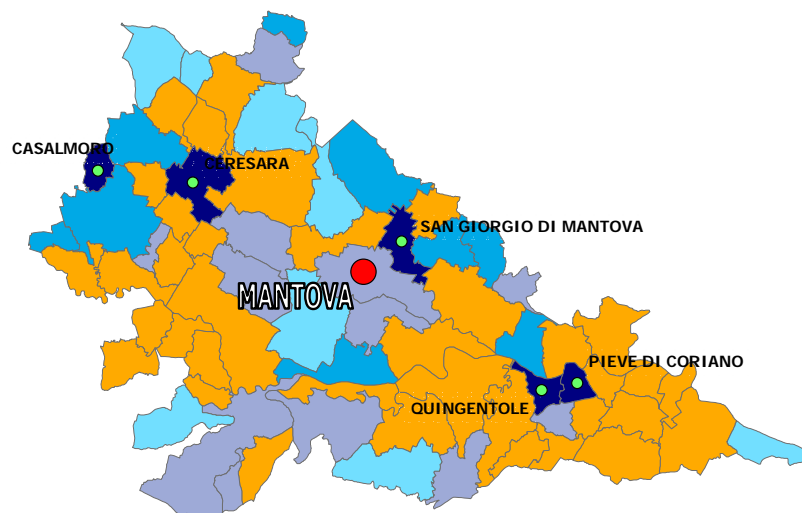 CASALMORO
CERESARA
SAN GIORGIO DI MANTOVA
MANTOVA
PIEVE DI CORIANO
QUINGENTOLE